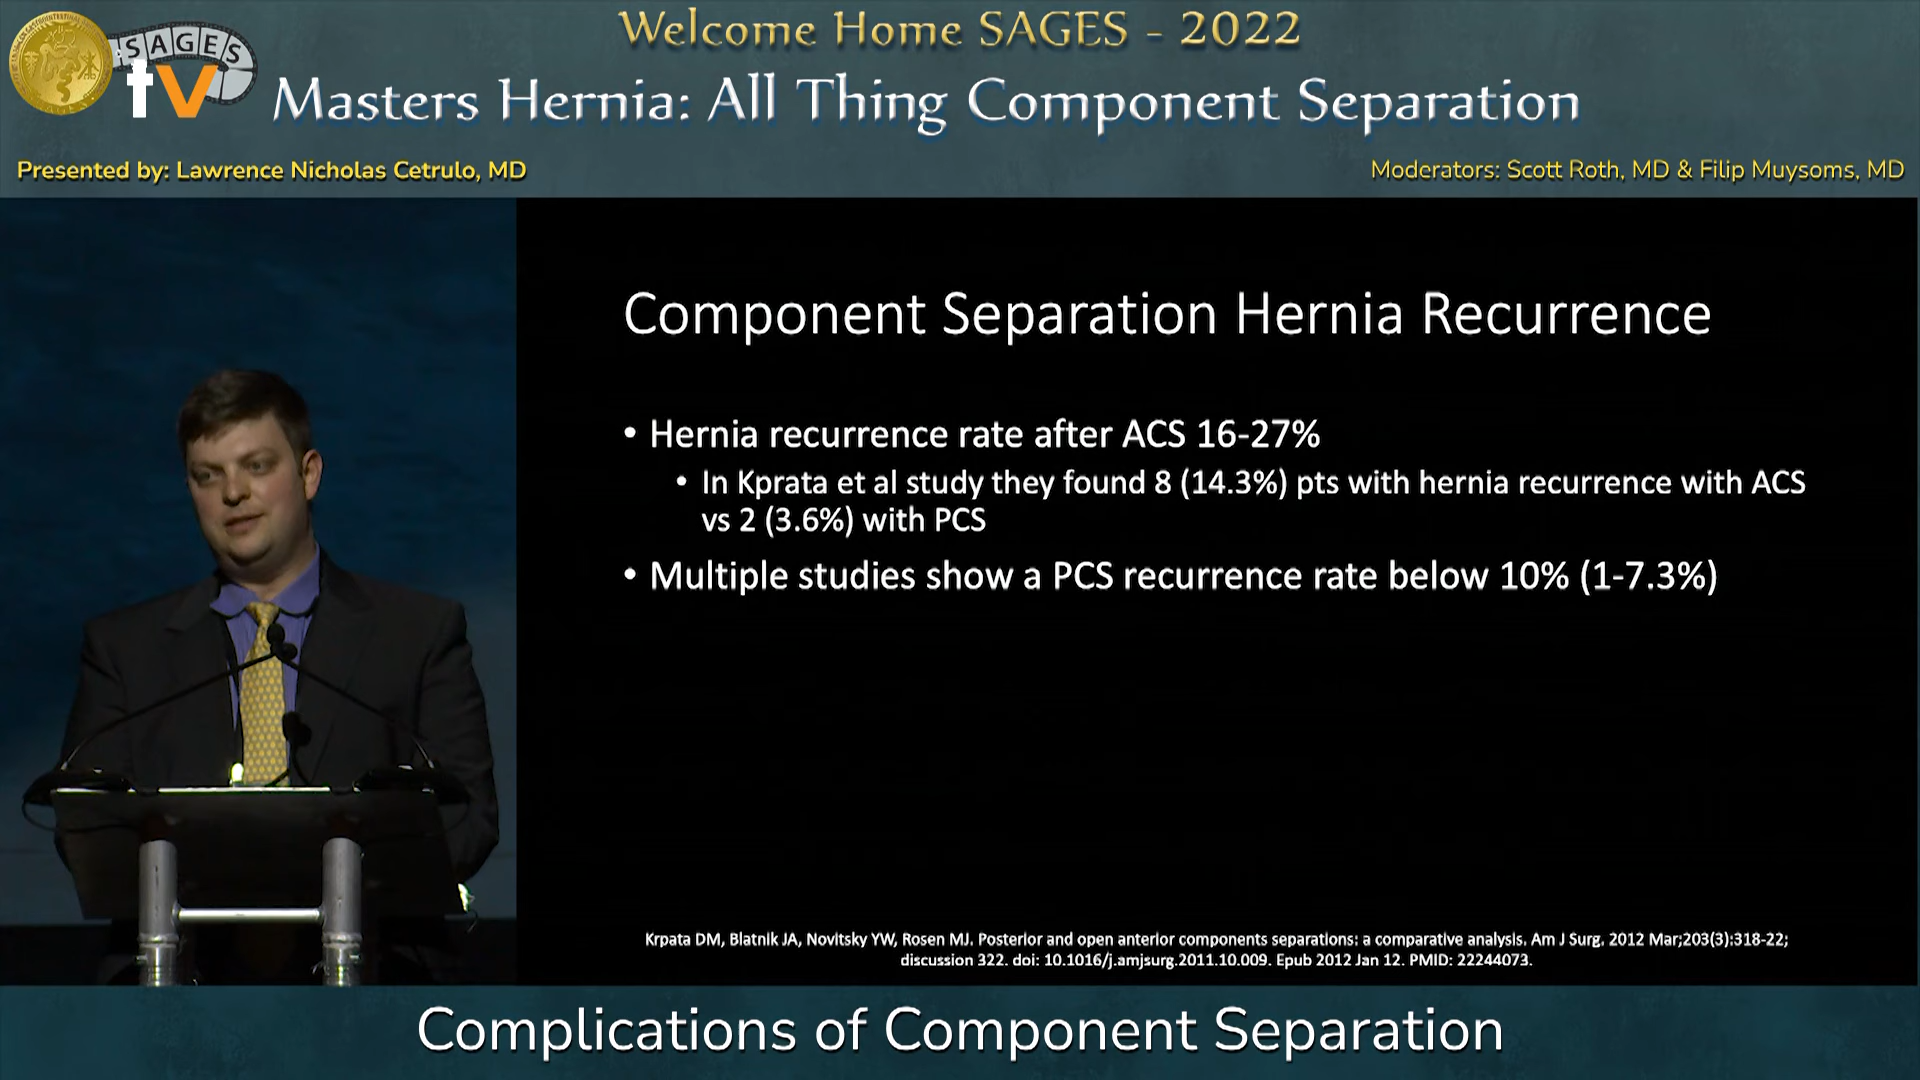 Welcome Home SAGES - 2022
SAGES
tv
Masters Hernia: All Thing Component Separation
Presented by: Lawrence Nicholas Cetrulo, MD
Moderators: Scott Roth, MD & Filip Muysoms, MD
Component Separation Hernia Recurrence
• Hernia recurrence rate after ACS 16-27%
• In Kprata et al study they found 8 (14.3%) pts with hernia recurrence with ACS
vs 2 (3.6%) with PCS
• Multiple studies show a PCS recurrence rate below 10% (1-7.3%)
Krpata DM, Blatnik JA, Novitsky YW, Rosen MJ. Posterior and open anterior components separations: a comparative analysis. Am J Surg. 2012 Mar;203(3):318-22;
discussion 322. doi: 10.1016/j.amjsurg.2011.10.009. Epub 2012 Jan 12. PMID: 22244073.
Complications of Component Separation